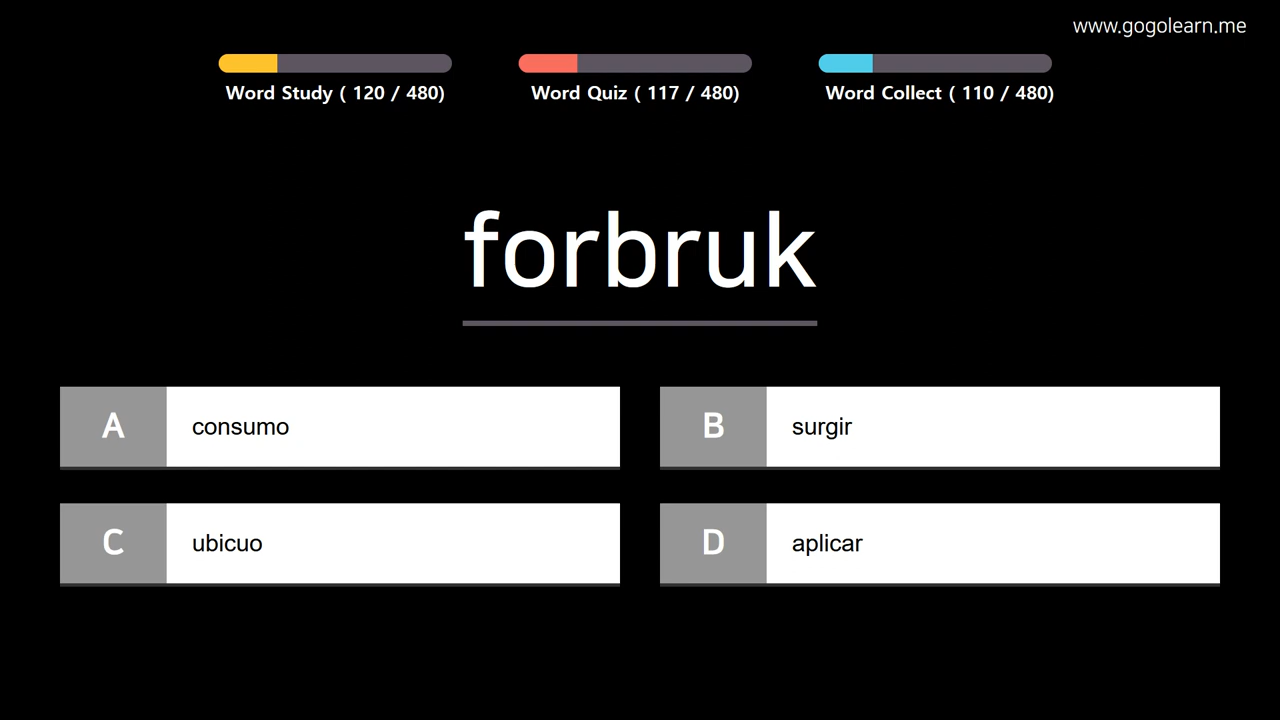 www.gogolearn.me
Word Study ( 120 / 480)
Word Quiz ( 117 / 480)
Word Collect ( 110 / 480)
forbruk
A consumo
B surgir
C ubicuo
D aplicar